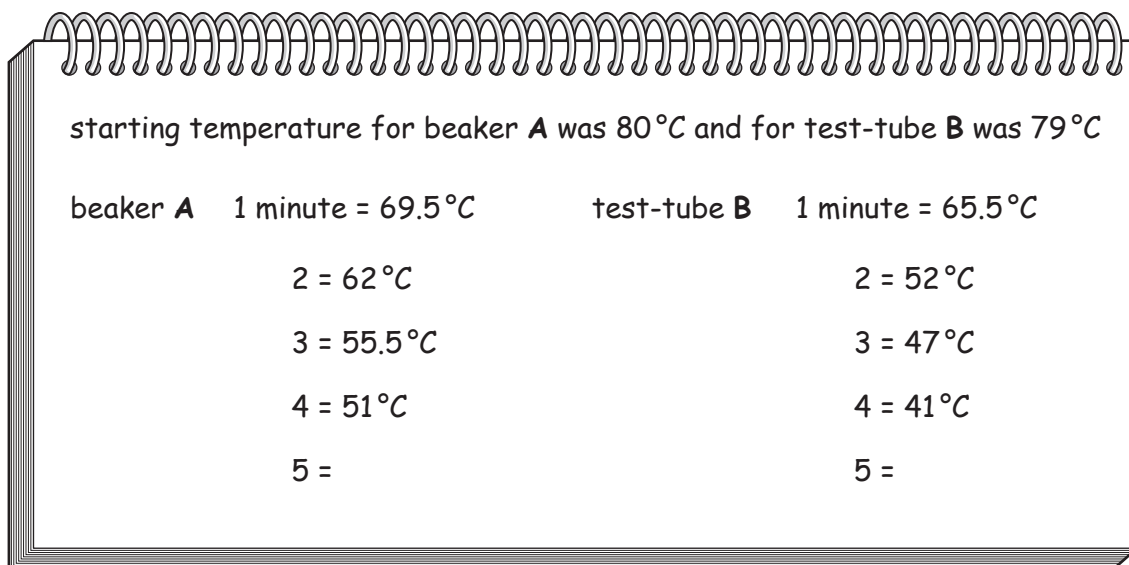 starting temperature for beaker A was 80°C and for test-tube B was 79°C
beaker A 1 minute = 69.5°C test-tube B 1 minute = 65.5°C
2 = 62°C 2 = 52°C
3 = 55.5°C 3 = 47°C
4 = 51°C 4 = 41°C
5 = 5 =